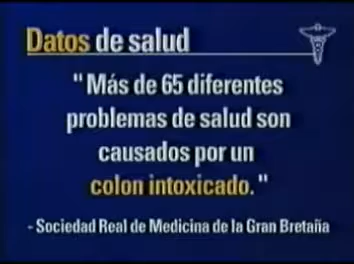 Datos de salud
"Más de 65 diferentes
problemas de salud son
causados por un
colon intoxicado."
- Sociedad Real de Medicina de la Gran Bretaña